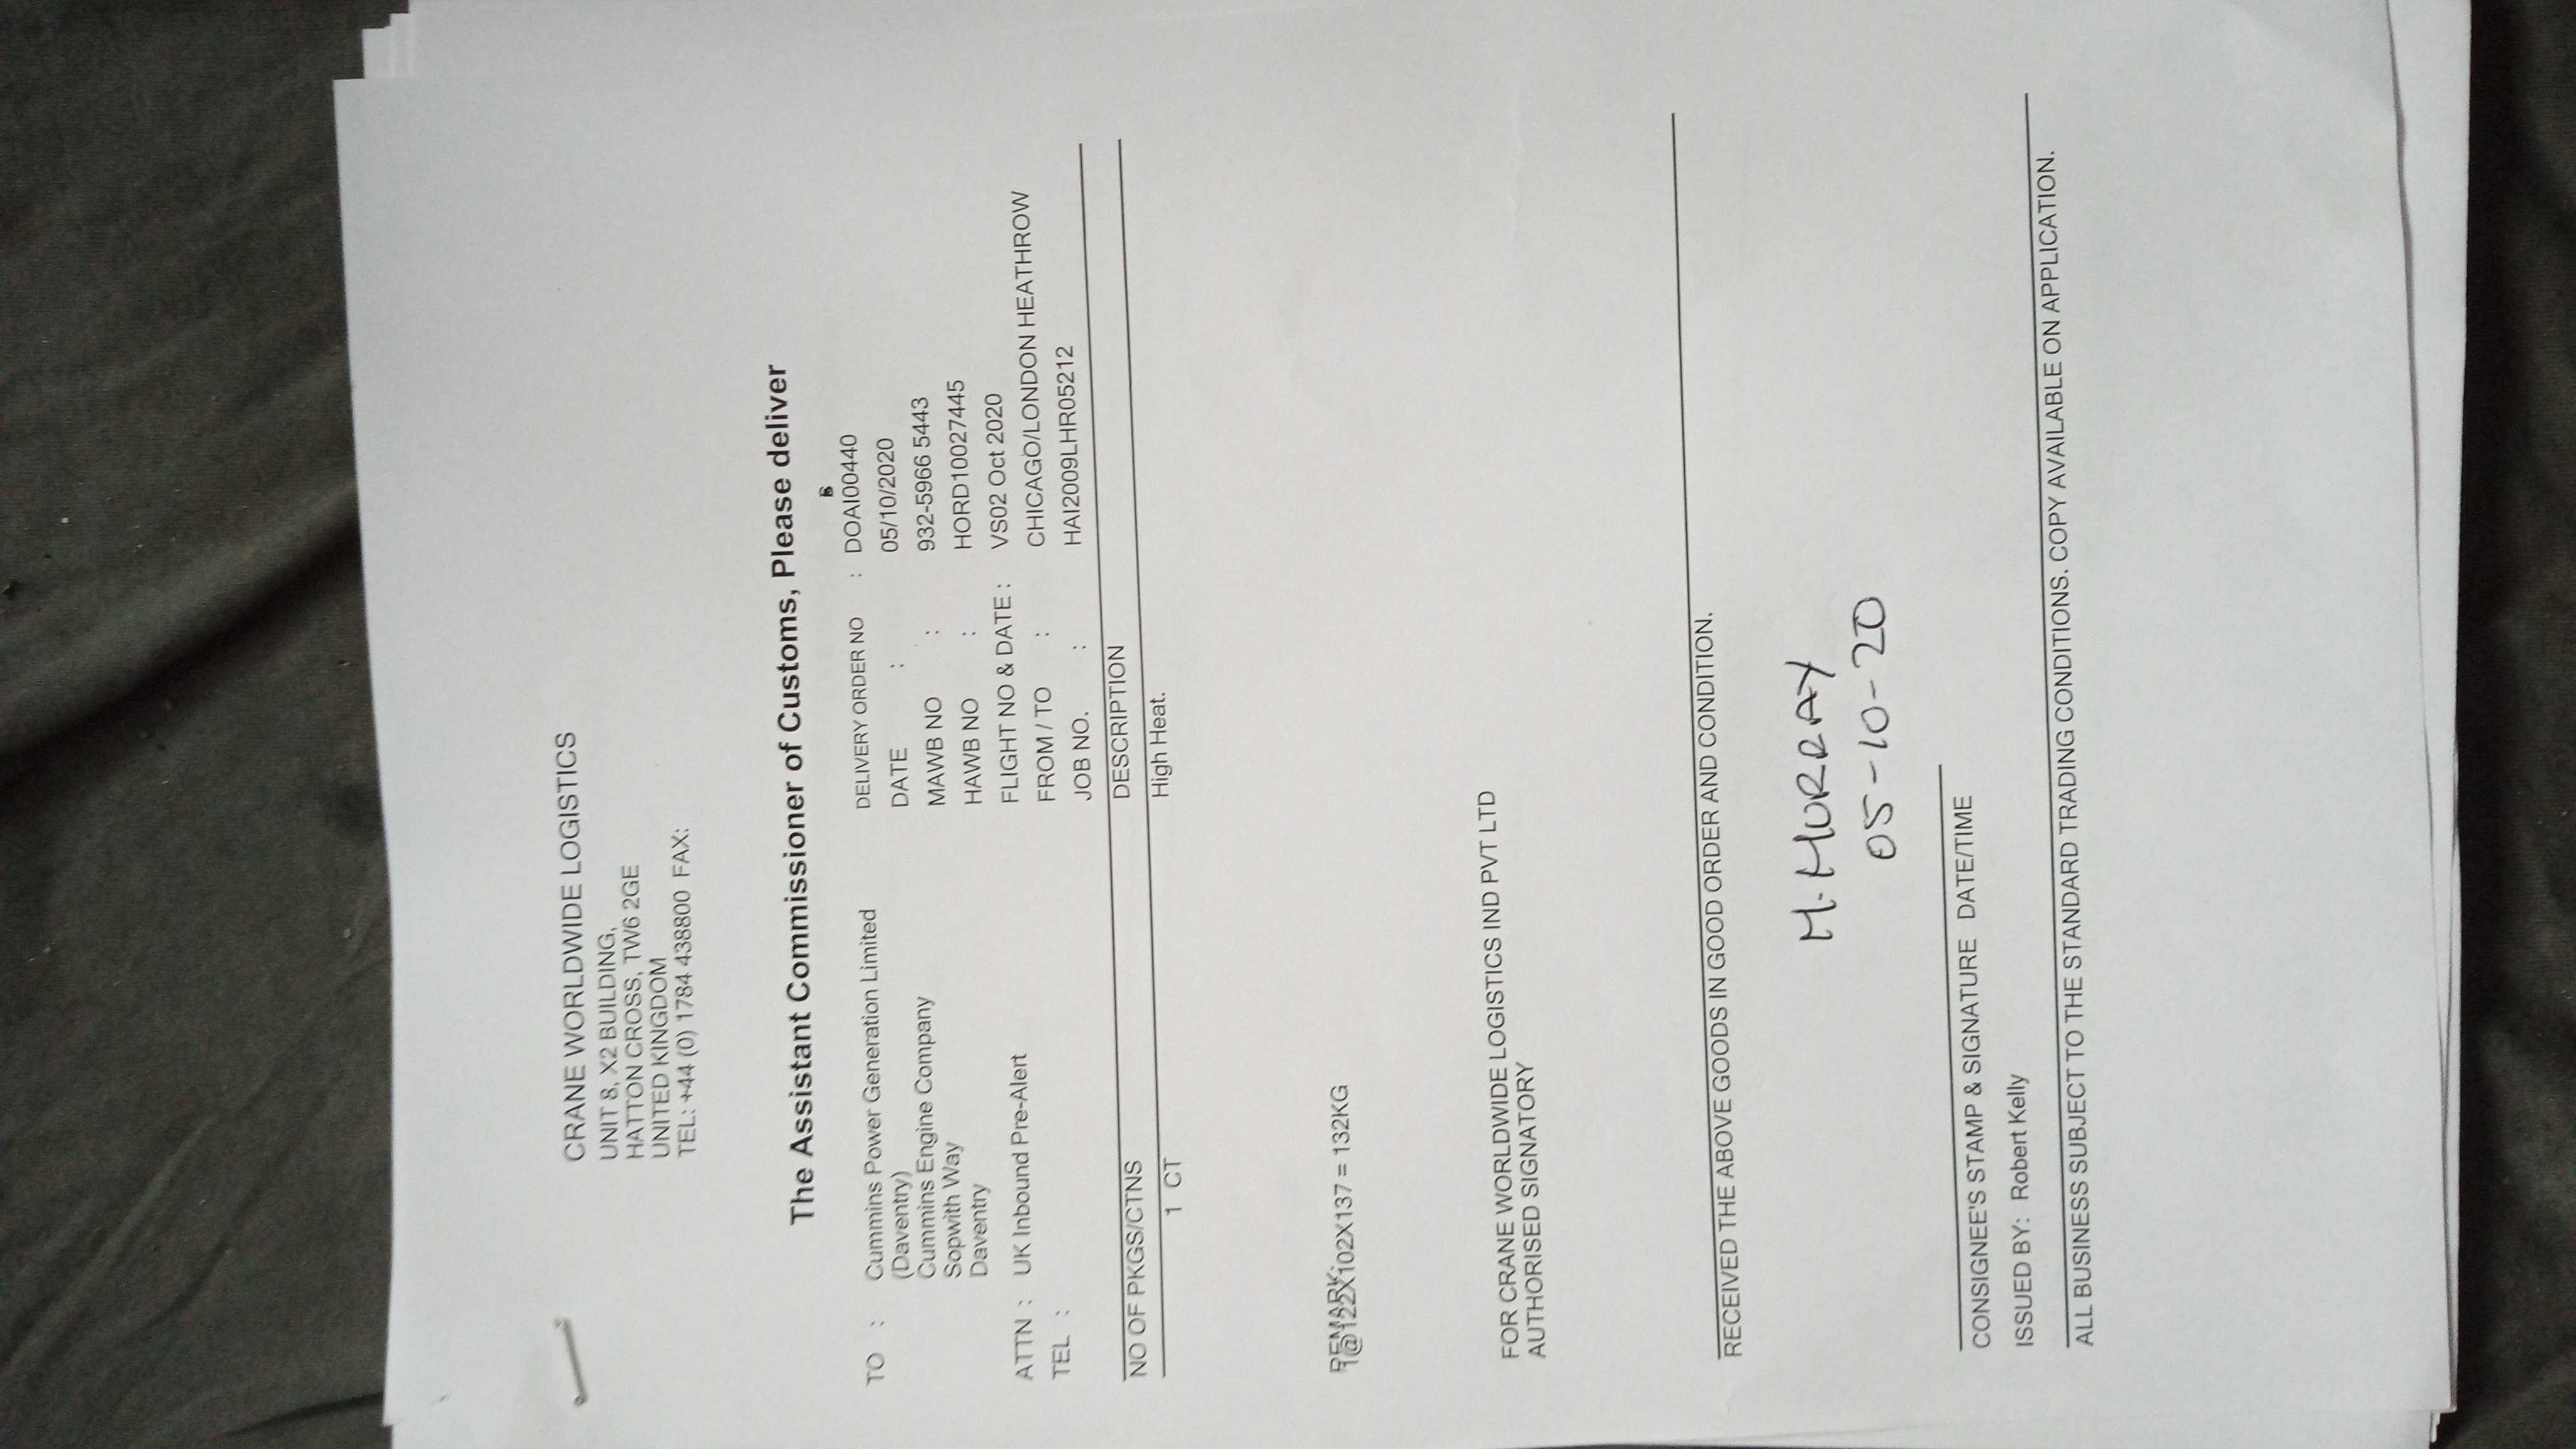 CRANE WORLDWIDE LOGISTICS
UNIT 8, X2 BUILDING,
HATTON CROSS, TW6 2GE
UNITED KINGDOM
TEL: +44 (0) 1784 438800 FAX:
The Assistant Commissioner of Customs, Please deliver
B
TO : Cummins Power Generation Limited
(Daventry)
Cummins Engine Company
Sopwith Way
Daventry
ATTN : UK Inbound Pre-Alert
TEL :
DELIVERY ORDER NO : DOAI00440
DATE : 05/10/2020
MAWB NO : 932-5966 5443
HAWB NO : HORD10027445
FLIGHT NO & DATE : VS02 Oct 2020
FROM / TO : CHICAGO/LONDON HEATHROW
JOB NO. : HAI2009LHR05212
NO OF PKGS/CTNS DESCRIPTION
1 CT High Heat.
REMARK:
1@122X102X137 = 132KG
FOR CRANE WORLDWIDE LOGISTICS IND PVT LTD
AUTHORISED SIGNATORY
RECEIVED THE ABOVE GOODS IN GOOD ORDER AND CONDITION.
M. MURRAY
05-10-20
CONSIGNEE'S STAMP & SIGNATURE DATE/TIME
ISSUED BY: Robert Kelly
ALL BUSINESS SUBJECT TO THE STANDARD TRADING CONDITIONS. COPY AVAILABLE ON APPLICATION.